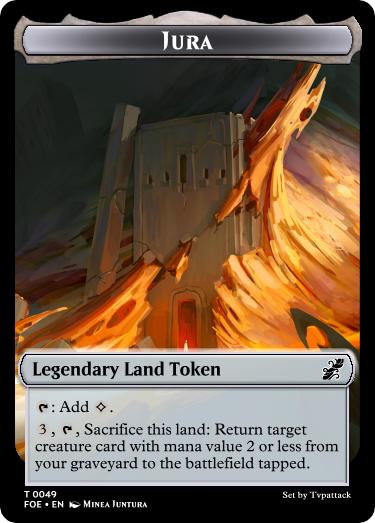 Jura
Legendary Land Token
: Add .
3 , , Sacrifice this land: Return target
creature card with mana value 2 or less from
your graveyard to the battlefield tapped.
T 0049
FOE • EN Minea Juntura
Set by Tvpattack